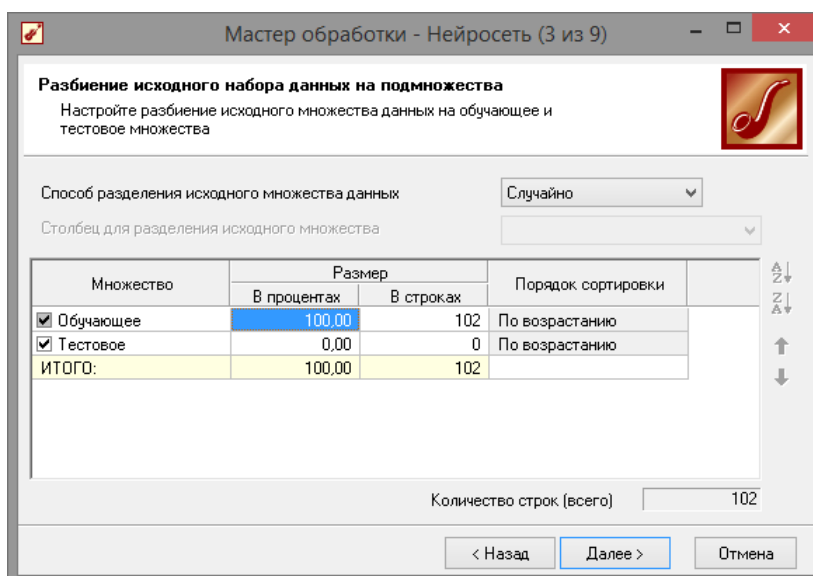 Мастер обработки - Нейросеть (3 из 9)
Разбиение исходного набора данных на подмножества
Настройте разбиение исходного множества данных на обучающее и
тестовое множества
Способ разделения исходного множества данных Случайно
Столбец для разделения исходного множества
Множество Размер Порядок сортировки
В процентах В строках
Обучающее 100,00 102 По возрастанию
Тестовое 0,00 0 По возрастанию
ИТОГО: 100,00 102
Количество строк (всего) 102
< Назад Далее > Отмена